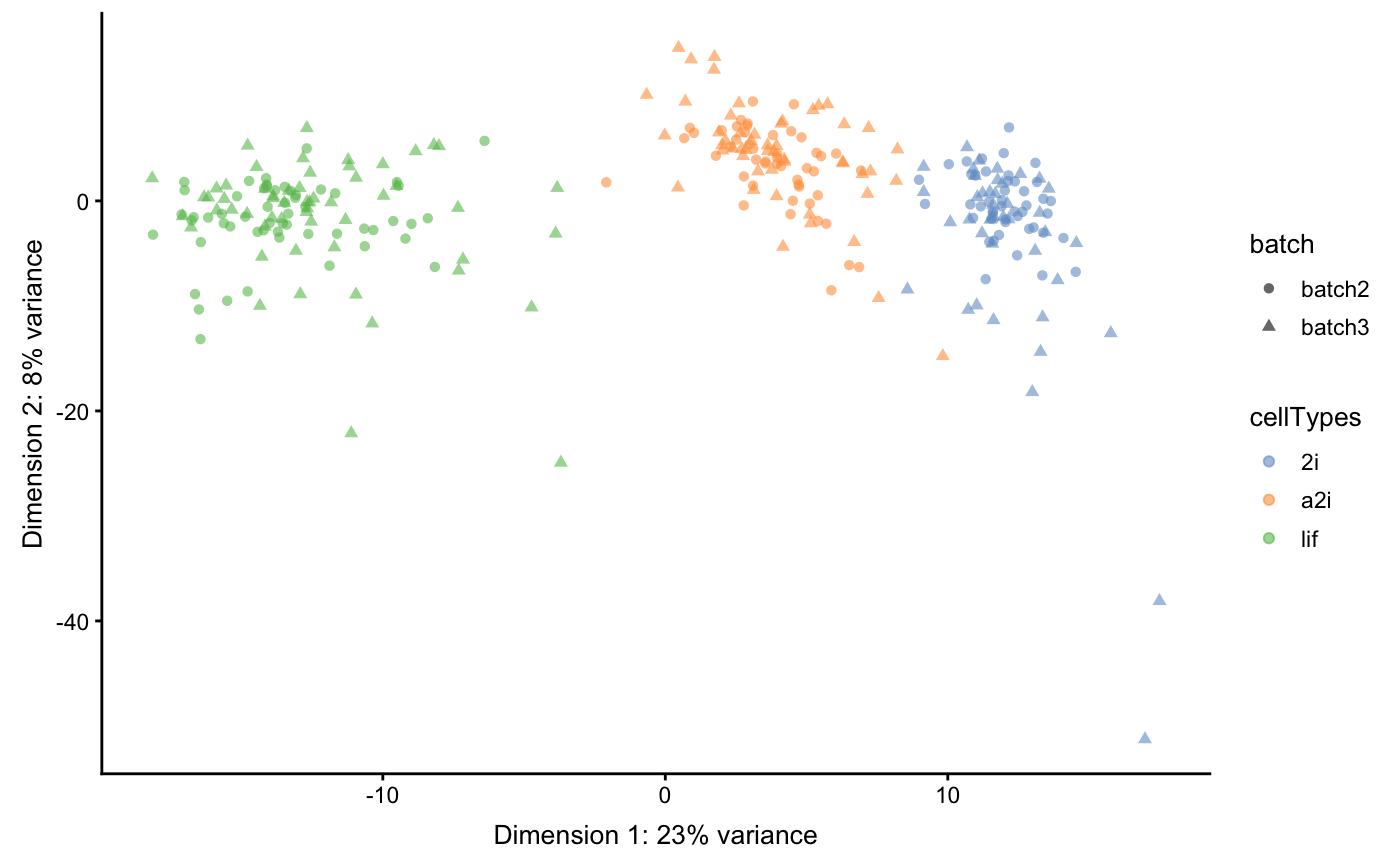 0
-20
-40
-10
0
10
Dimension 1: 23% variance
Dimension 2: 8% variance
batch
batch2
batch3
cellTypes
2i
a2i
lif